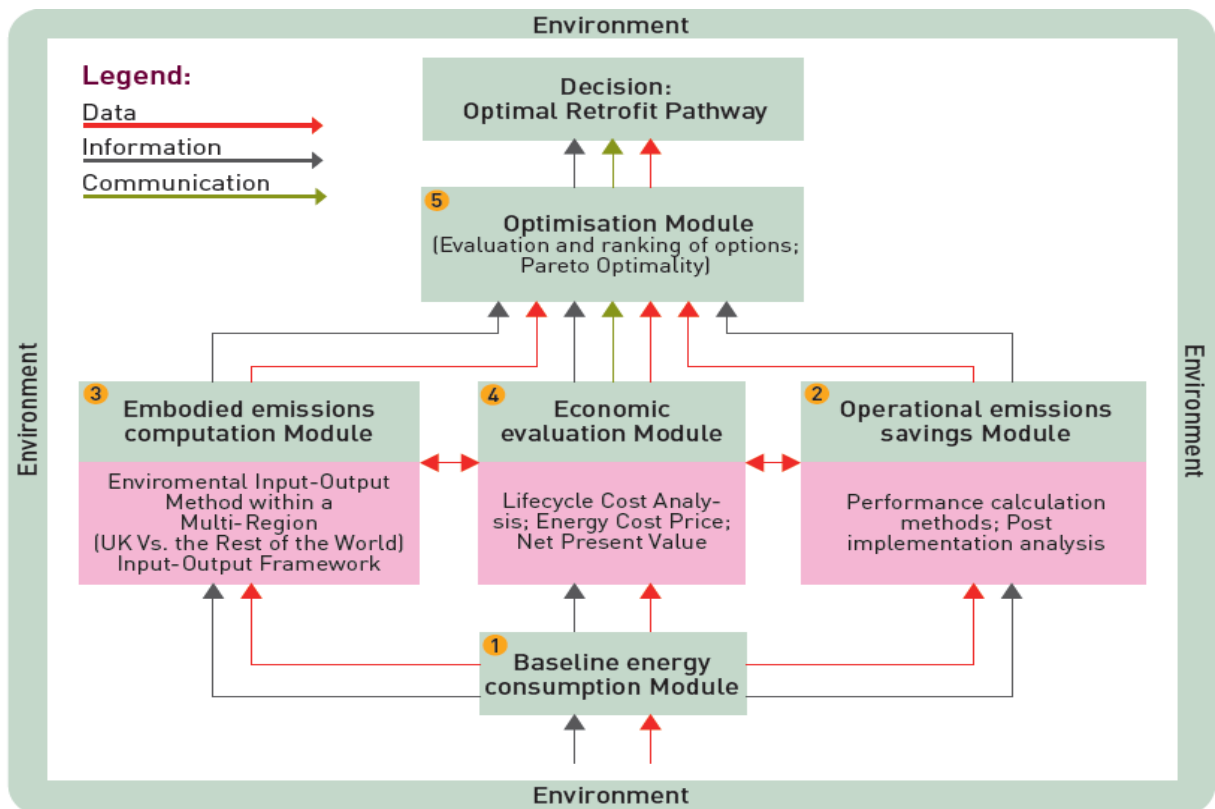 Environment
Legend:
Data
Information
Communication
Decision:
Optimal Retrofit Pathway
5
Optimisation Module
(Evaluation and ranking of options;
Pareto Optimality)
Environment
Environment
3
Embodied emissions
computation Module
Enviromental Input-Output
Method within a
Multi-Region
(UK Vs. the Rest of the World)
Input-Output Framework
4
Economic
evaluation Module
Lifecycle Cost Analy-
sis; Energy Cost Price;
Net Present Value
2
Operational emissions
savings Module
Performance calculation
methods; Post
implementation analysis
1
Baseline energy
consumption Module
Environment